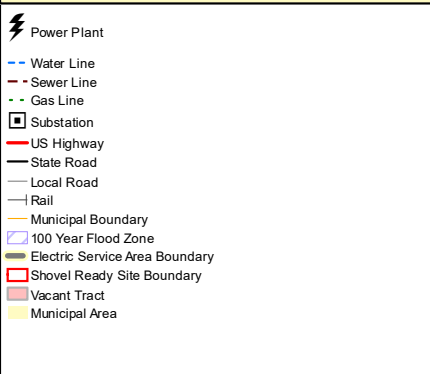 Power Plant
Water Line
Sewer Line
Gas Line
Substation
US Highway
State Road
Local Road
Rail
Municipal Boundary
100 Year Flood Zone
Electric Service Area Boundary
Shovel Ready Site Boundary
Vacant Tract
Municipal Area